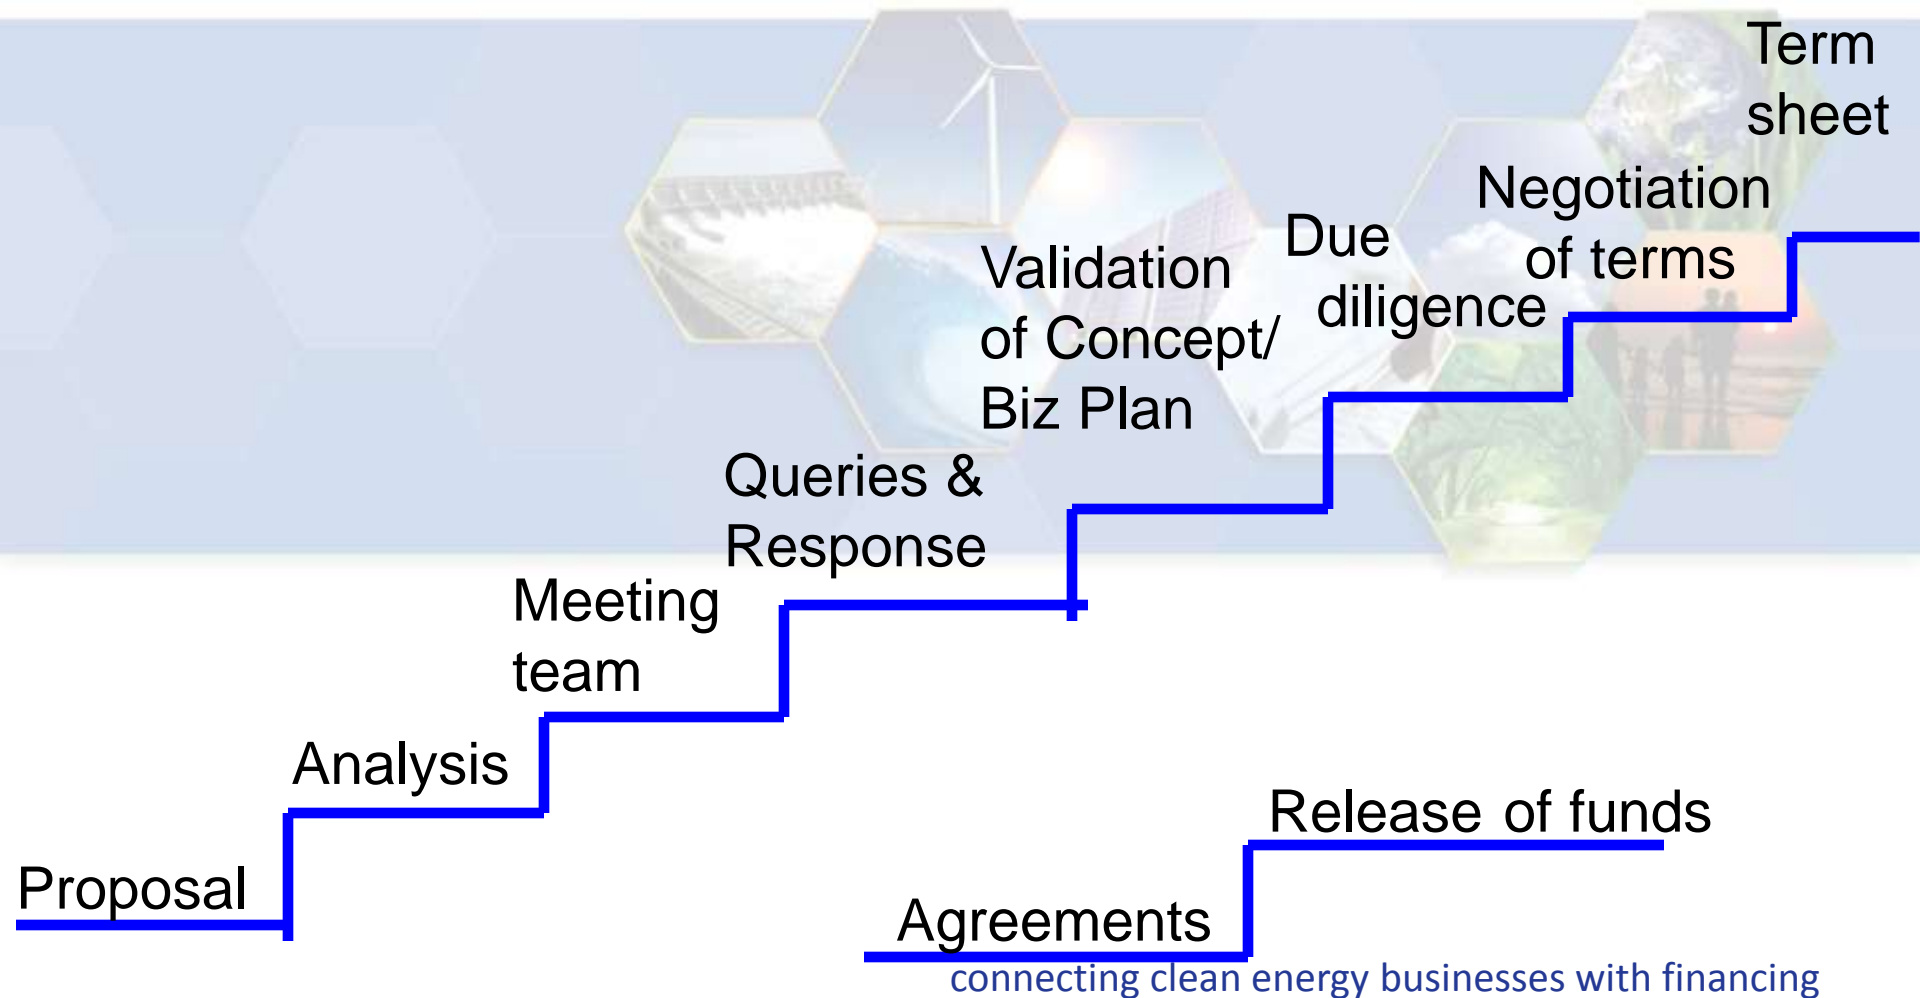 Proposal
Analysis
Meeting
team
Queries &
Response
Validation
of Concept/
Biz Plan
Due
diligence
Negotiation
of terms
Term
sheet
Agreements
Release of funds
connecting clean energy businesses with financing